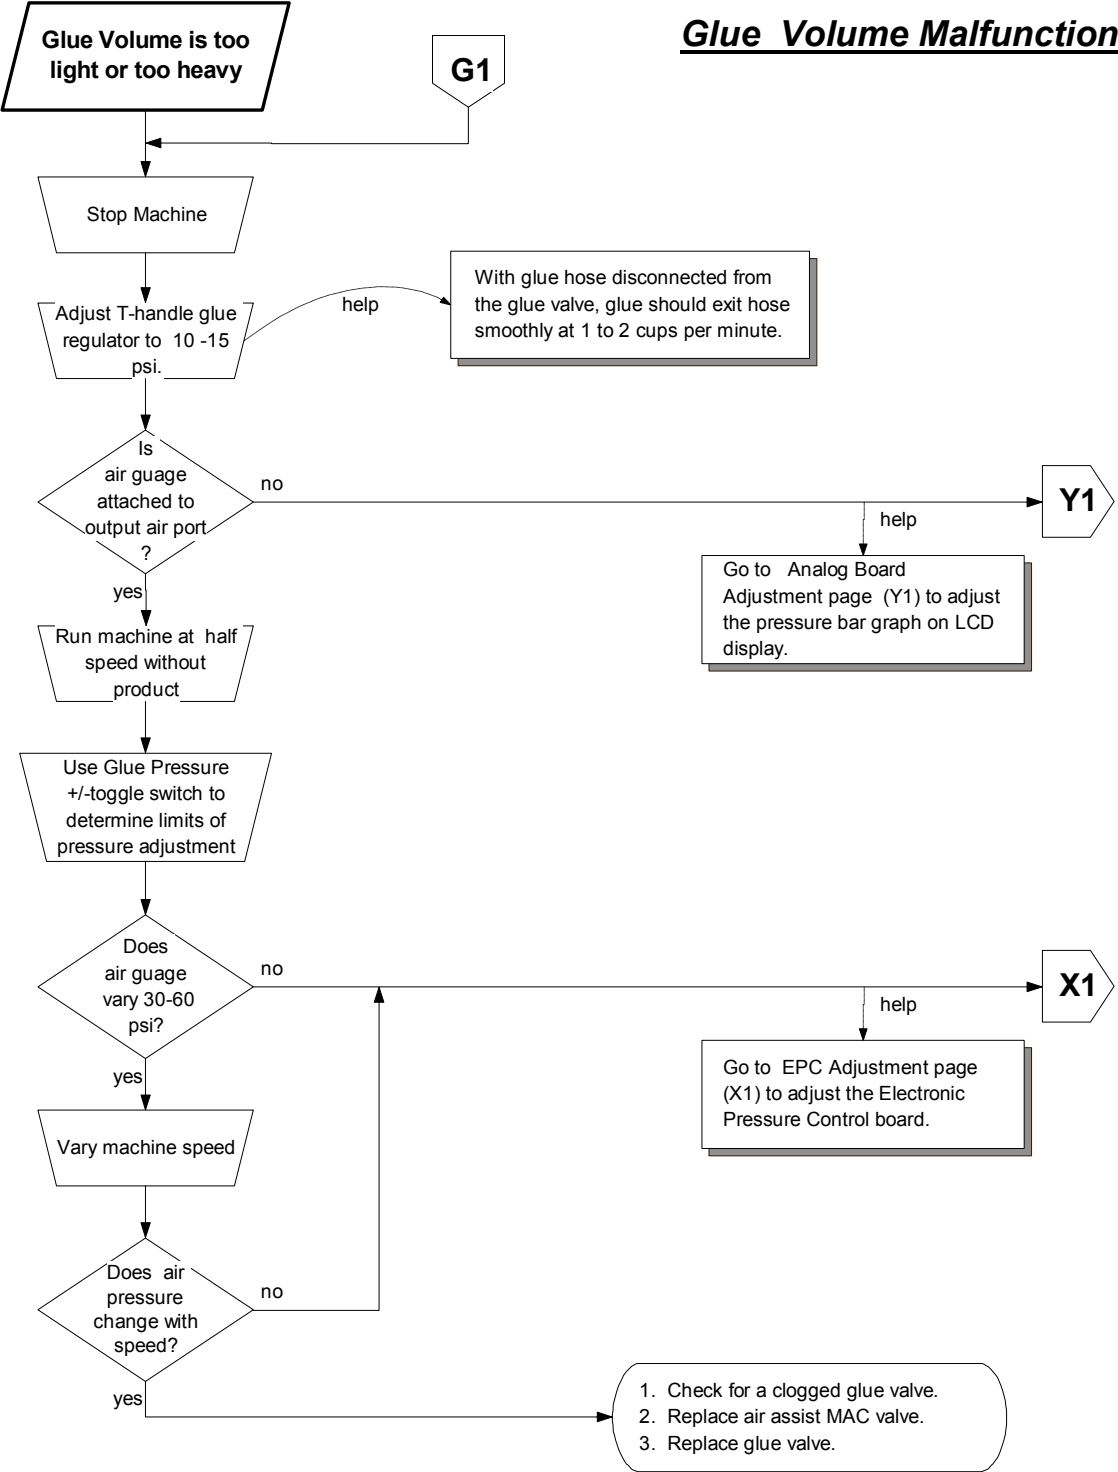 Glue Volume Malfunction
Glue Volume is too
light or too heavy
G1
Stop Machine
Adjust T-handle glue
regulator to 10 -15
psi.
help
With glue hose disconnected from
the glue valve, glue should exit hose
smoothly at 1 to 2 cups per minute.
Is
air guage
attached to
output air port
?
no
Y1
help
Go to Analog Board
Adjustment page (Y1) to adjust
the pressure bar graph on LCD
display.
yes
Run machine at half
speed without
product
Use Glue Pressure
+/-toggle switch to
determine limits of
pressure adjustment
Does
air guage
vary 30-60
psi?
no
X1
help
Go to EPC Adjustment page
(X1) to adjust the Electronic
Pressure Control board.
yes
Vary machine speed
Does air
pressure
change with
speed?
no
yes
1. Check for a clogged glue valve.
2. Replace air assist MAC valve.
3. Replace glue valve.